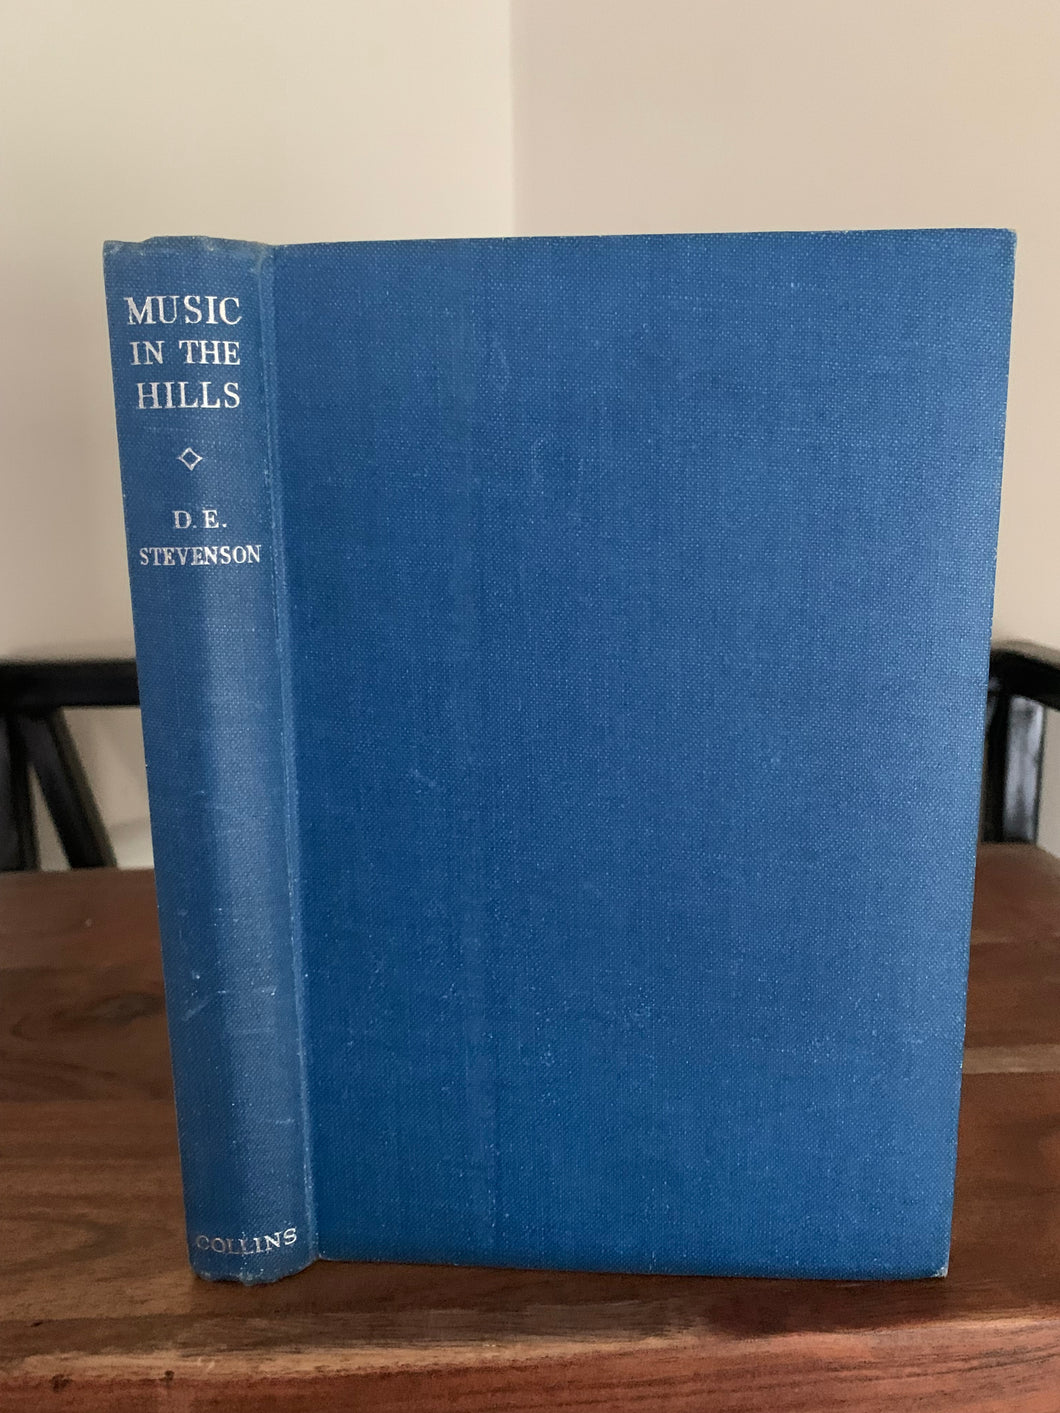 MUSIC
IN THE
HILLS
D. E.
STEVENSON
COLLINS